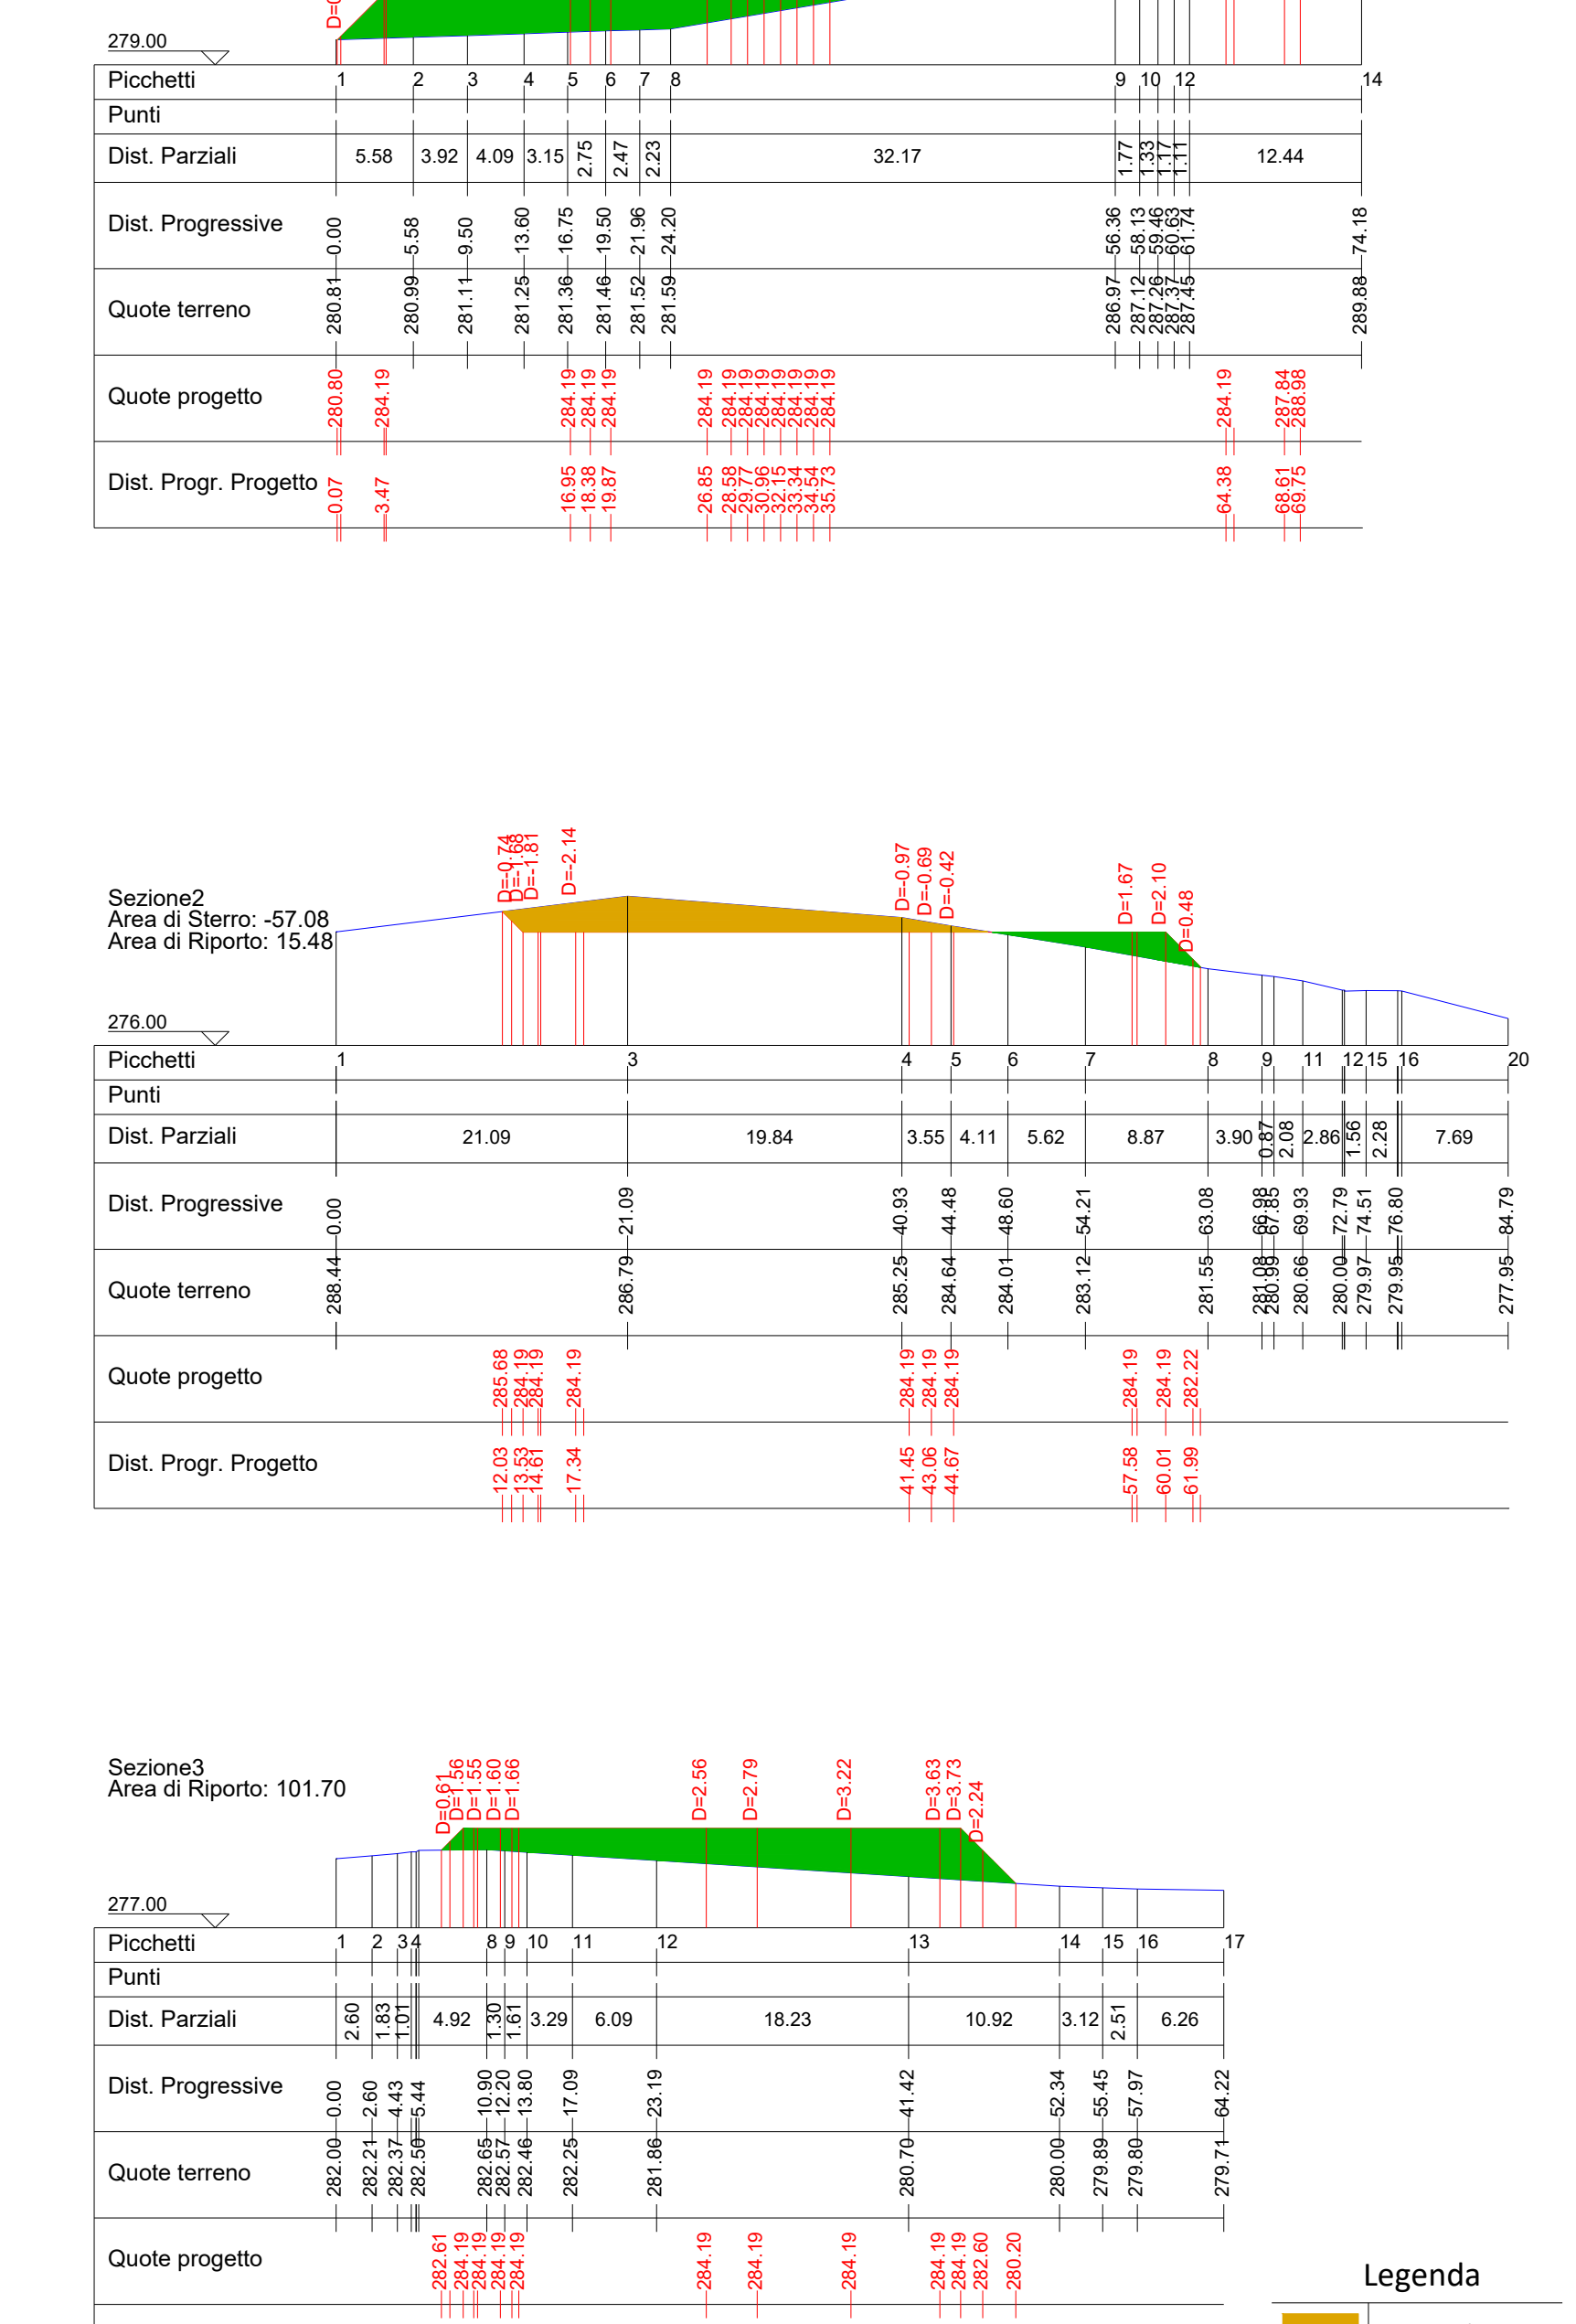 D=0
279.00
Picchetti 1 2 3 4 5 6 7 8 9 10 12 14
Punti
Dist. Parziali 5.58 3.92 4.09 3.15 2.75 2.47 2.23 32.17 1.77 1.33 1.17 1.11 12.44
Dist. Progressive 0.00 5.58 9.50 13.60 16.75 19.50 21.96 24.20 56.36 58.13 59.46 60.63 61.74 74.18
Quote terreno 280.81 280.99 281.11 281.25 281.36 281.46 281.52 281.59 286.97 287.12 287.26 287.37 287.45 289.88
Quote progetto 280.80 284.19 284.19 284.19 284.19 284.19 284.19 284.19 284.19 284.19 284.19 284.19 284.19 284.19 287.84 288.98
Dist. Progr. Progetto 0.07 3.47 16.95 18.38 19.87 26.85 28.58 29.77 30.96 32.15 33.34 34.54 35.73 64.38 68.61 69.75
D=-0.74 D=-1.68 D=-1.81 D=-2.14 D=-0.97 D=-0.69 D=-0.42 D=1.67 D=2.10 D=0.48
Sezione2
Area di Sterro: -57.08
Area di Riporto: 15.48
276.00
Picchetti 1 3 4 5 6 7 8 9 11 12 15 16 20
Punti
Dist. Parziali 21.09 19.84 3.55 4.11 5.62 8.87 3.90 0.87 2.08 2.86 1.56 2.28 7.69
Dist. Progressive 0.00 21.09 40.93 44.48 48.60 54.21 63.08 66.98 67.85 69.93 72.79 74.51 76.80 84.79
Quote terreno 288.44 286.79 285.25 284.64 284.01 283.12 281.55 281.08 280.99 280.66 280.00 279.97 279.95 277.95
Quote progetto 285.68 284.19 284.19 284.19 284.19 284.19 284.19 284.19 284.19 282.22
Dist. Progr. Progetto 12.03 13.53 14.61 17.34 41.45 43.06 44.67 57.58 60.01 61.99
Sezione3
Area di Riporto: 101.70
D=0.61 D=1.56 D=1.55 D=1.60 D=1.66 D=2.56 D=2.79 D=3.22 D=3.63 D=3.73 D=2.24
277.00
Picchetti 1 2 3 4 8 9 10 11 12 13 14 15 16 17
Punti
Dist. Parziali 2.60 1.83 1.01 4.92 1.30 1.61 3.29 6.09 18.23 10.92 3.12 2.51 6.26
Dist. Progressive 0.00 2.60 4.43 5.44 10.90 12.20 13.80 17.09 23.19 41.42 52.34 55.45 57.97 64.22
Quote terreno 282.00 282.21 282.37 282.50 282.65 282.57 282.46 282.25 281.86 280.70 280.00 279.89 279.80 279.71
Quote progetto 282.61 284.19 284.19 284.19 284.19 284.19 284.19 284.19 284.19 284.19 282.60 280.20
Legenda